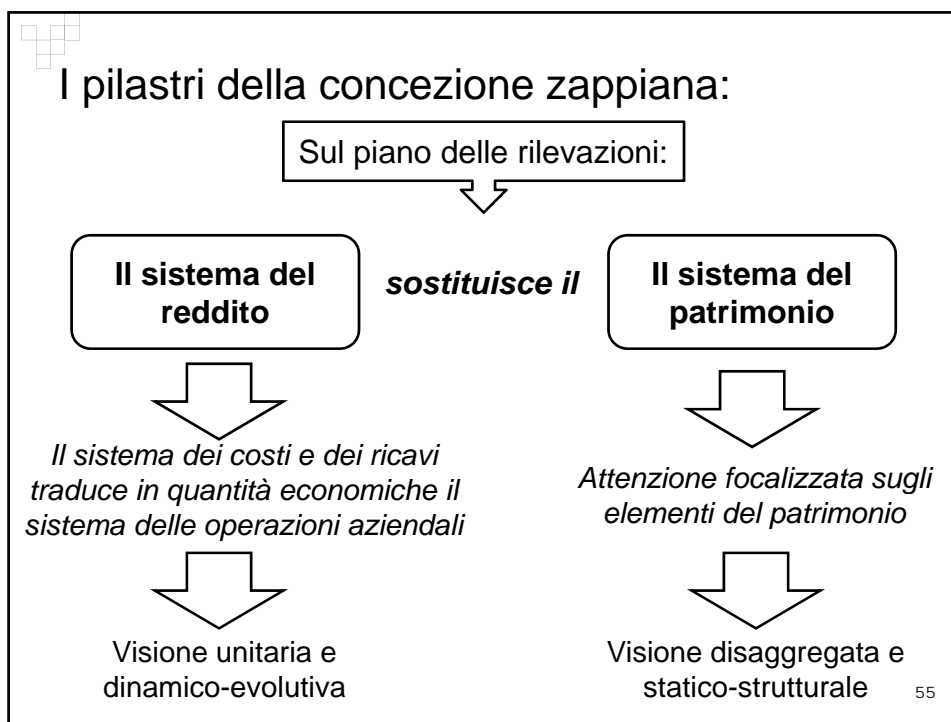 I pilastri della concezione zappiana:
Sul piano delle rilevazioni:
Il sistema del
reddito
sostituisce il
Il sistema del
patrimonio
Il sistema dei costi e dei ricavi
traduce in quantità economiche il
sistema delle operazioni aziendali
Attenzione focalizzata sugli
elementi del patrimonio
Visione unitaria e
dinamico-evolutiva
Visione disaggregata e
statico-strutturale
55